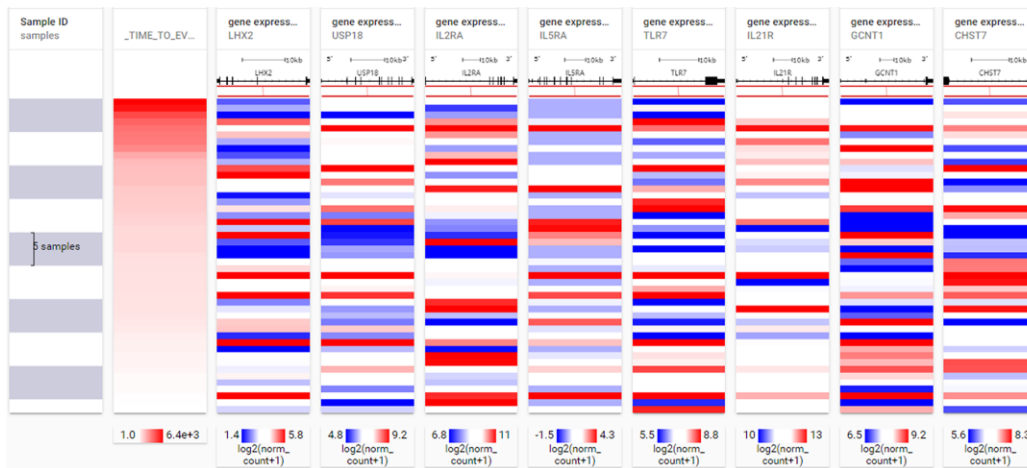 Sample ID
samples
_TIME_TO_EV...
gene express...
LHX2
10kb 3'
LHX2
gene express...
USP18
5' 10kb 3'
USP18
gene express...
IL2RA
5' 10kb 3'
IL2RA
gene express...
IL5RA
5' 10kb 3'
IL5RA
gene express...
TLR7
10kb
TLR7
gene express...
IL21R
10kb
IL21R
gene express...
GCNT1
10kb
GCNT1
gene express...
CHST7
10kb
CHST7
5 samples
1.0 6.4e+3
1.4 5.8
log2(norm_
count+1)
4.8 9.2
log2(norm_
count+1)
6.8 11
log2(norm_
count+1)
-1.5 4.3
log2(norm_
count+1)
5.5 8.8
log2(norm_
count+1)
10 13
log2(norm_
count+1)
6.5 9.2
log2(norm_
count+1)
5.6 8.3
log2(norm_
count+1)